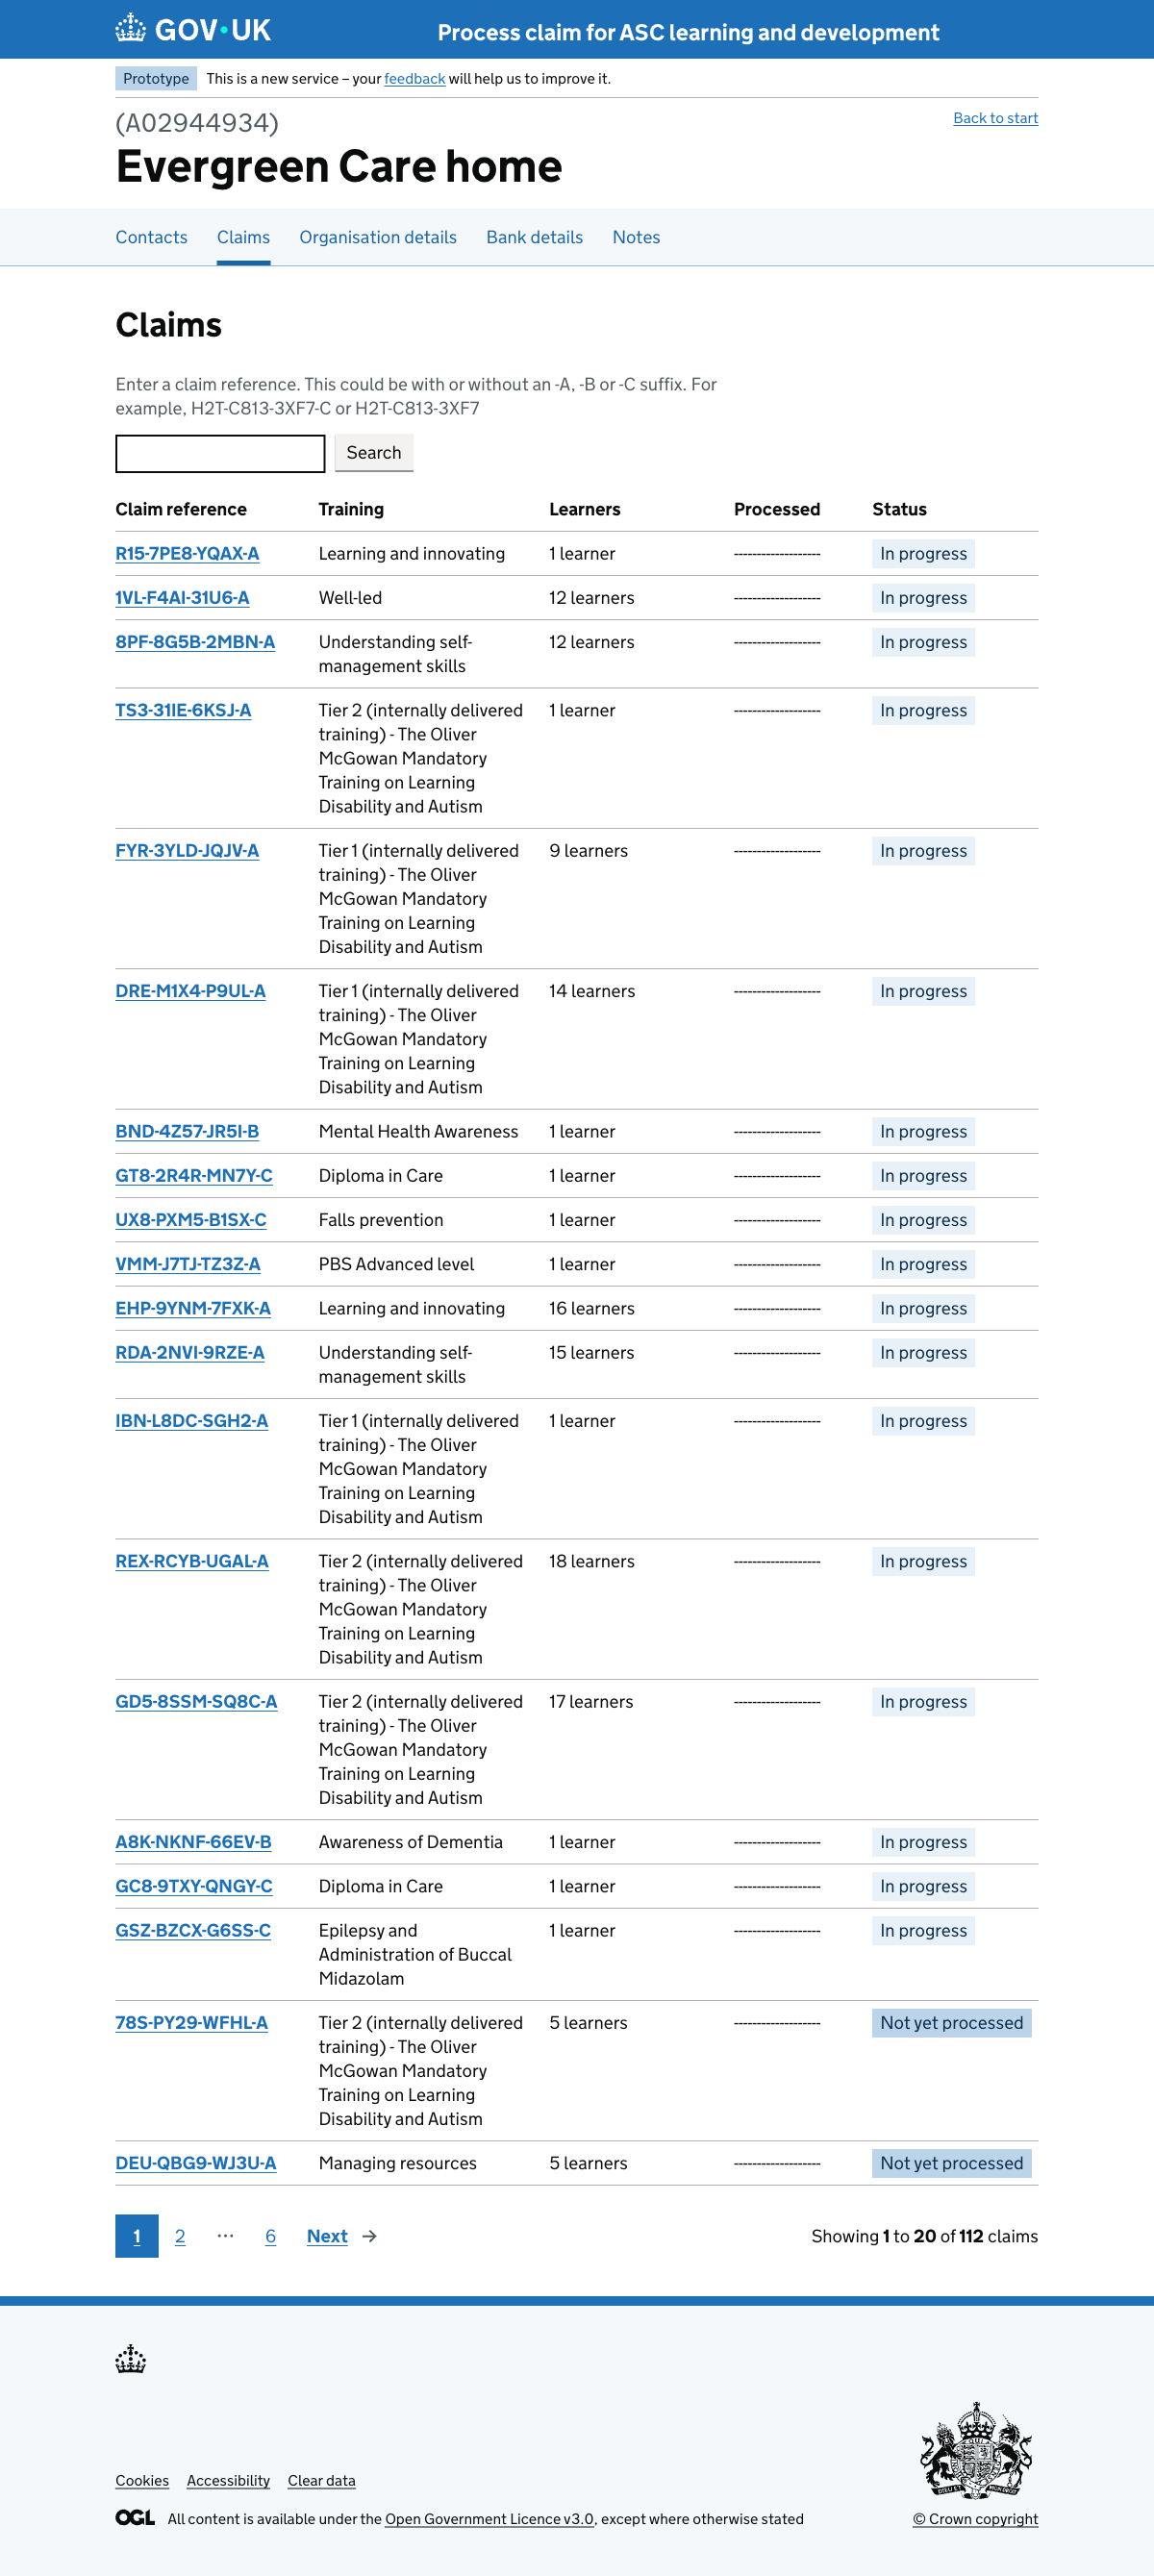 GOV·UK
Process claim for ASC learning and development
Prototype This is a new service – your feedback will help us to improve it.
(A02944934)
Back to start
Evergreen Care home
Contacts Claims Organisation details Bank details Notes
Claims
Enter a claim reference. This could be with or without an -A, -B or -C suffix. For
example, H2T-C813-3XF7-C or H2T-C813-3XF7
Search
Claim reference Training Learners Processed Status
R15-7PE8-YQAX-A Learning and innovating 1 learner ------------------- In progress
1VL-F4AI-31U6-A Well-led 12 learners ------------------- In progress
8PF-8G5B-2MBN-A Understanding self- 12 learners ------------------- In progress
management skills
TS3-31IE-6KSJ-A Tier 2 (internally delivered 1 learner ------------------- In progress
training) - The Oliver
McGowan Mandatory
Training on Learning
Disability and Autism
FYR-3YLD-JQJV-A Tier 1 (internally delivered 9 learners ------------------- In progress
training) - The Oliver
McGowan Mandatory
Training on Learning
Disability and Autism
DRE-M1X4-P9UL-A Tier 1 (internally delivered 14 learners ------------------- In progress
training) - The Oliver
McGowan Mandatory
Training on Learning
Disability and Autism
BND-4Z57-JR5I-B Mental Health Awareness 1 learner ------------------- In progress
GT8-2R4R-MN7Y-C Diploma in Care 1 learner ------------------- In progress
UX8-PXM5-B1SX-C Falls prevention 1 learner ------------------- In progress
VMM-J7TJ-TZ3Z-A PBS Advanced level 1 learner ------------------- In progress
EHP-9YNM-7FXK-A Learning and innovating 16 learners ------------------- In progress
RDA-2NVI-9RZE-A Understanding self- 15 learners ------------------- In progress
management skills
IBN-L8DC-SGH2-A Tier 1 (internally delivered 1 learner ------------------- In progress
training) - The Oliver
McGowan Mandatory
Training on Learning
Disability and Autism
REX-RCYB-UGAL-A Tier 2 (internally delivered 18 learners ------------------- In progress
training) - The Oliver
McGowan Mandatory
Training on Learning
Disability and Autism
GD5-8SSM-SQ8C-A Tier 2 (internally delivered 17 learners ------------------- In progress
training) - The Oliver
McGowan Mandatory
Training on Learning
Disability and Autism
A8K-NKNF-66EV-B Awareness of Dementia 1 learner ------------------- In progress
GC8-9TXY-QNGY-C Diploma in Care 1 learner ------------------- In progress
GSZ-BZCX-G6SS-C Epilepsy and 1 learner ------------------- In progress
Administration of Buccal
Midazolam
78S-PY29-WFHL-A Tier 2 (internally delivered 5 learners ------------------- Not yet processed
training) - The Oliver
McGowan Mandatory
Training on Learning
Disability and Autism
DEU-QBG9-WJ3U-A Managing resources 5 learners ------------------- Not yet processed
1 2 ⋯ 6 Next → Showing 1 to 20 of 112 claims
Cookies Accessibility Clear data
OGL All content is available under the Open Government Licence v3.0, except where otherwise stated
© Crown copyright